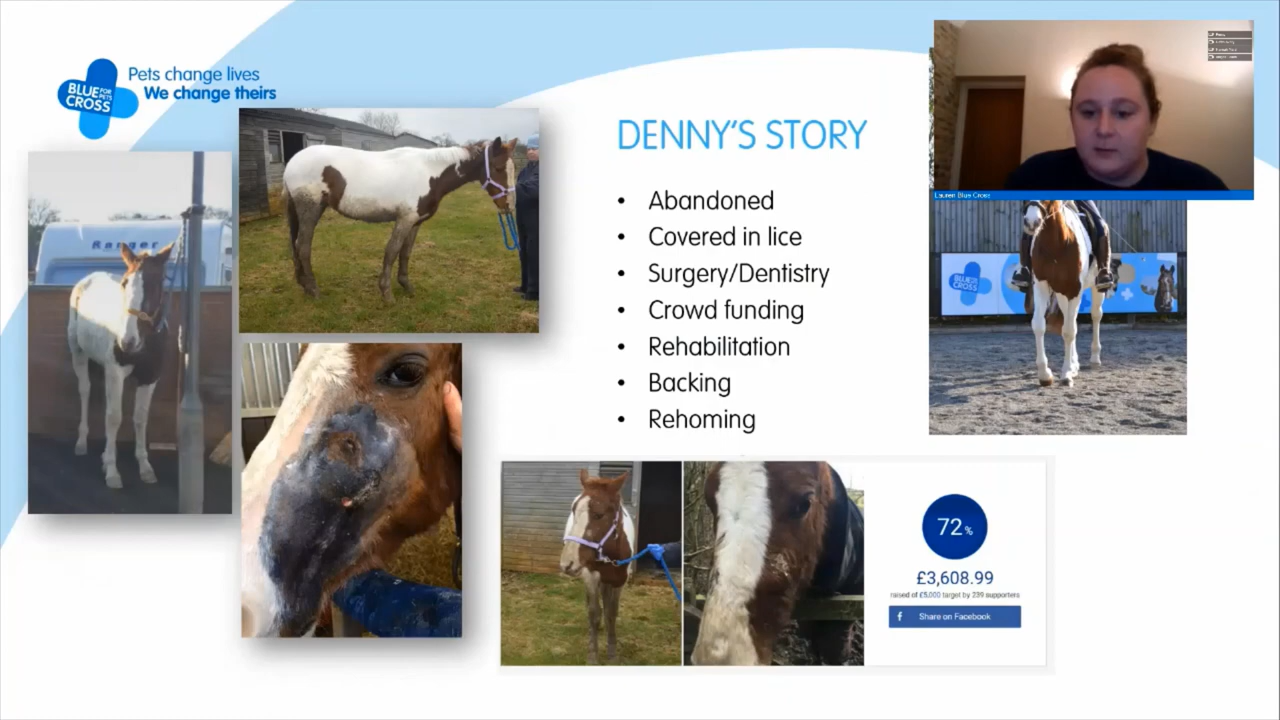 Pets change lives
We change theirs
BLUE FOR PETS
CROSS
DENNY'S STORY
• Abandoned
• Covered in lice
• Surgery/Dentistry
• Crowd funding
• Rehabilitation
• Backing
• Rehoming
Ranger
Lauren Blue Cross
BLUE
CROSS
72%
£3,608.99
raised of £5,000 target by 239 supporters
f Share on Facebook